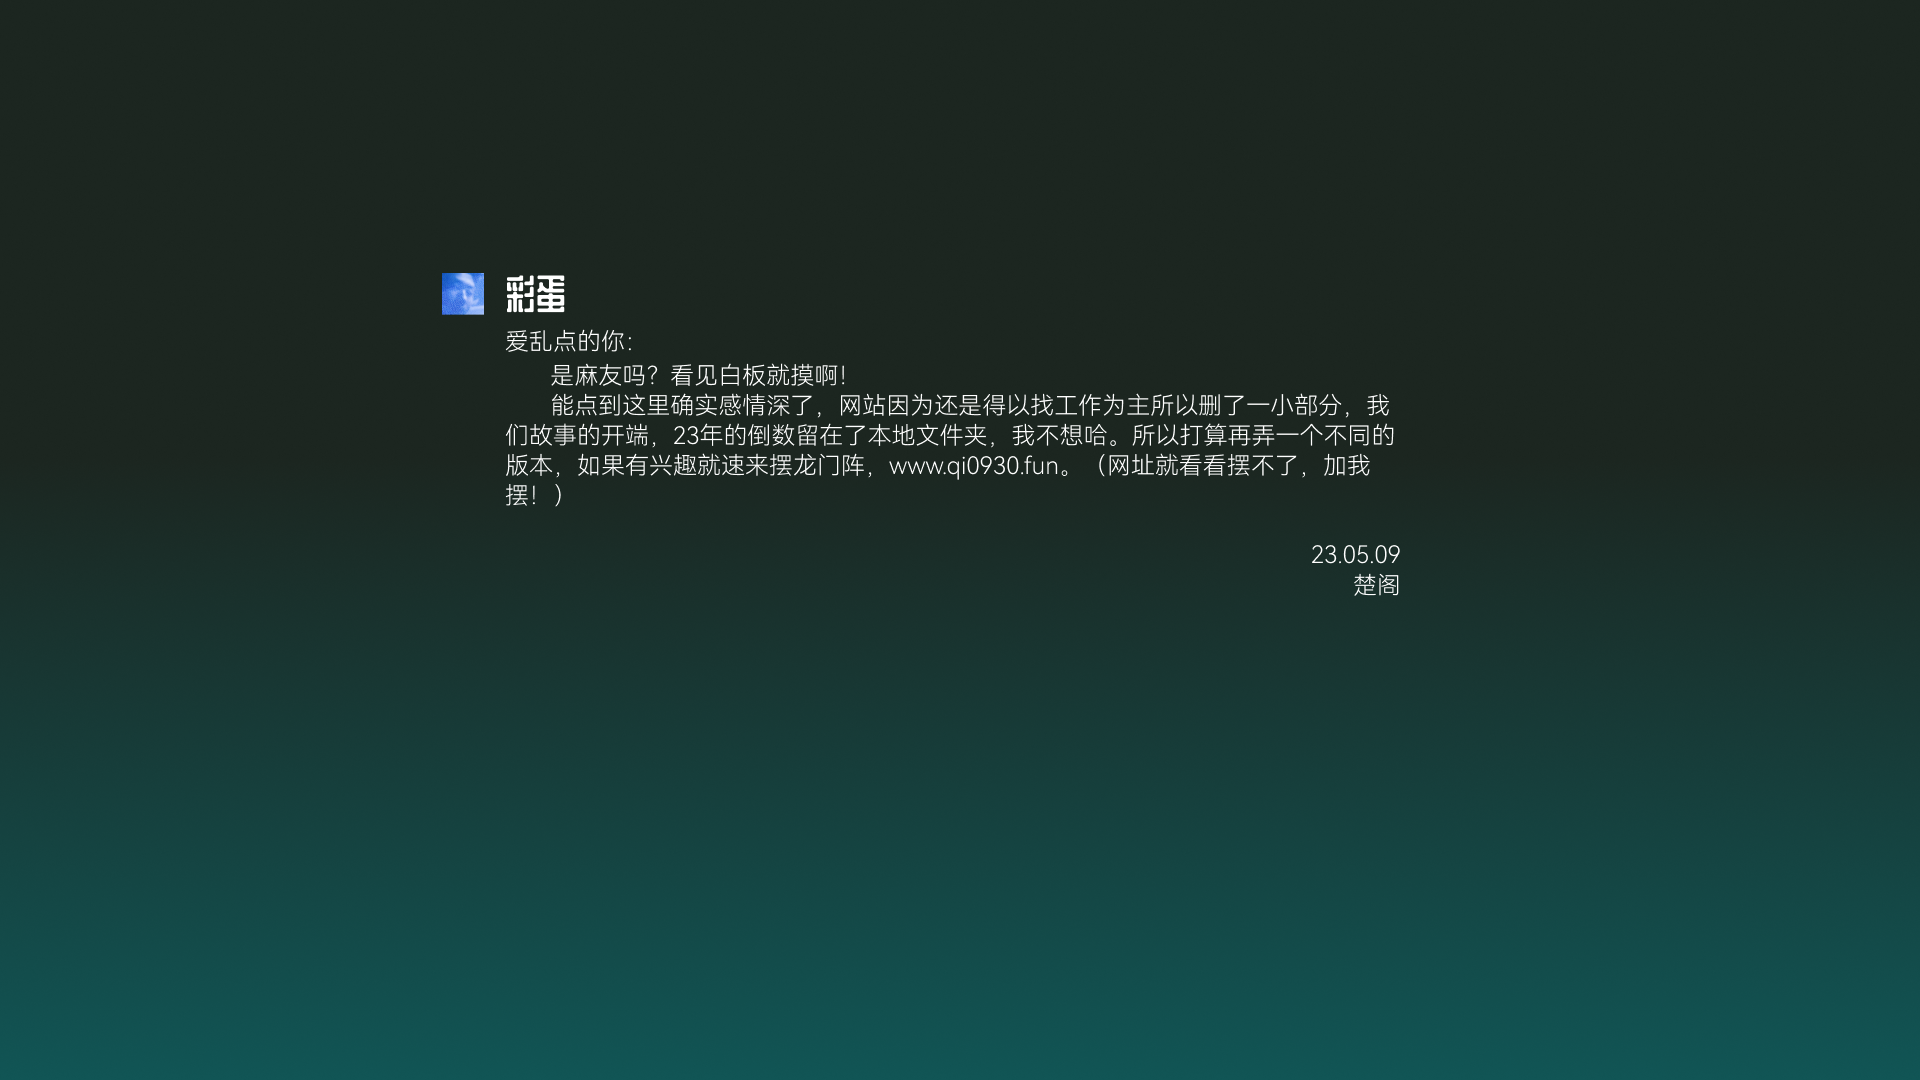 彩蛋
爱乱点的你：
是麻友吗？看见白板就摸啊！
能点到这里确实感情深了，网站因为还是得以找工作为主所以删了一小部分，我
们故事的开端，23年的倒数留在了本地文件夹，我不想哈。所以打算再弄一个不同的
版本，如果有兴趣就速来摆龙门阵，www.qi0930.fun。（网址就看看摆不了，加我
摆！）
23.05.09
楚阁